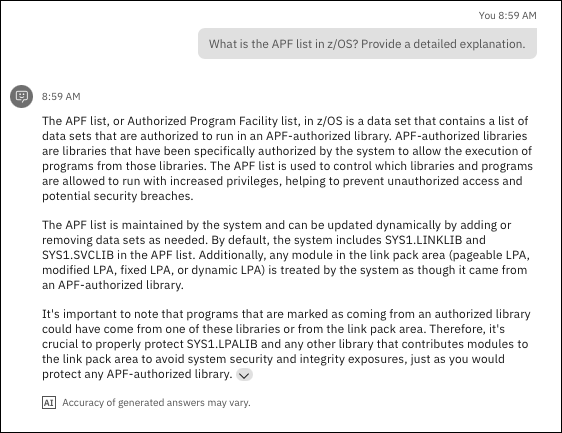 You 8:59 AM
What is the APF list in z/OS? Provide a detailed explanation.
8:59 AM
The APF list, or Authorized Program Facility list, in z/OS is a data set that contains a list of
data sets that are authorized to run in an APF-authorized library. APF-authorized libraries
are libraries that have been specifically authorized by the system to allow the execution of
programs from those libraries. The APF list is used to control which libraries and programs
are allowed to run with increased privileges, helping to prevent unauthorized access and
potential security breaches.
The APF list is maintained by the system and can be updated dynamically by adding or
removing data sets as needed. By default, the system includes SYS1.LINKLIB and
SYS1.SVCLIB in the APF list. Additionally, any module in the link pack area (pageable LPA,
modified LPA, fixed LPA, or dynamic LPA) is treated by the system as though it came from
an APF-authorized library.
It's important to note that programs that are marked as coming from an authorized library
could have come from one of these libraries or from the link pack area. Therefore, it's
crucial to properly protect SYS1.LPALIB and any other library that contributes modules to
the link pack area to avoid system security and integrity exposures, just as you would
protect any APF-authorized library.
AI Accuracy of generated answers may vary.